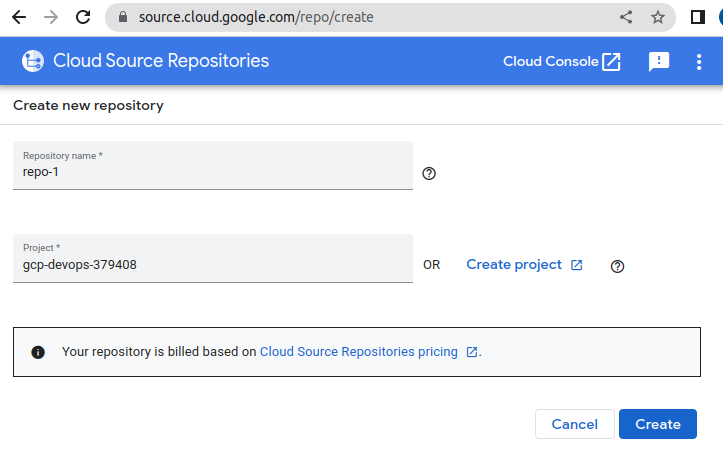 source.cloud.google.com/repo/create
Cloud Source Repositories
Cloud Console
Create new repository
Repository name *
repo-1
Project *
gcp-devops-379408
OR
Create project
Your repository is billed based on Cloud Source Repositories pricing.
Cancel
Create